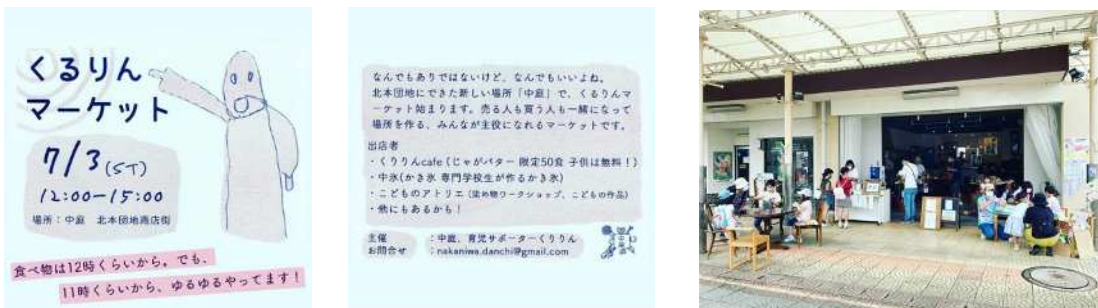 くるりん
マーケット
7/3(ST)
12:00-15:00
場所:中庭 北本団地商店街
食べ物は12時くらいから。でも、
11時くらいから、ゆるゆるやってます!
なんでもありではないけど、なんでもいいよね。
北本団地にできた新しい場所「中庭」で、くるりんマ
ーケット始まります。売る人も買う人も一緒になって
場所を作る、みんなが主役になれるマーケットです。
出店者
・くりりんcafe(じゃがバター 限定50食 子供は無料!)
・中氷(かき氷 専門学校生が作るかき氷)
・こどものアトリエ(染め物ワークショップ、こどもの作品)
・他にもあるかも!
主催 :中庭、育児サポーターくりりん
お問合せ :nakaniwa.danchi@gmail.com